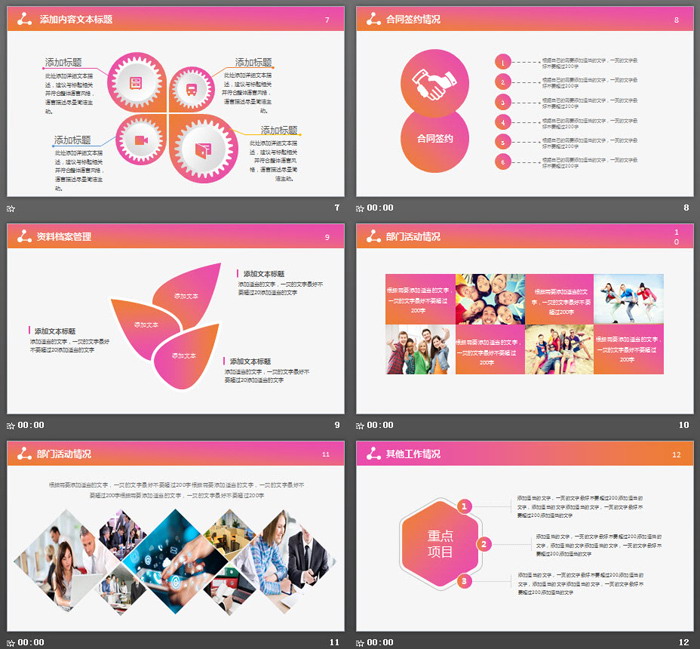 添加内容文本标题
7
添加标题
此处添加详细文本描
述，建议与标题相关
并符合整体语言风格，
语言描述尽量简洁生
动。
添加标题
此处添加详细文本描
述，建议与标题相关
并符合整体语言风格，
语言描述尽量简洁生
动。
添加标题
此处添加详细文本描
述，建议与标题相关
并符合整体语言风格，
语言描述尽量简洁生
动。
添加标题
此处添加详细文本描
述，建议与标题相关
并符合整体语言风
格，语言描述尽量简
洁生动。
7
合同签约情况
8
合同签约
1
根据自己的需要添加适当的文字，一页的文字最
好不要超过200字
2
根据自己的需要添加适当的文字，一页的文字最
好不要超过200字
3
根据自己的需要添加适当的文字，一页的文字最
好不要超过200字
4
根据自己的需要添加适当的文字，一页的文字最
好不要超过200字
5
根据自己的需要添加适当的文字，一页的文字最
好不要超过200字
6
根据自己的需要添加适当的文字，一页的文字最
好不要超过200字
00:00
8
资料档案管理
9
添加文本
添加文本
添加文本
添加文本标题
添加适当的文字，一页的文字最好不
要超过20添加适当的文字
添加文本标题
添加适当的文字，一页的文字最好
不要超过20添加适当的文字
添加文本标题
添加适当的文字，一页的文字最好不
要超过20添加适当的文字
00:00
9
部门活动情况
1
0
根据需要添加适当的文
字，一页的文字最好不要超过
200字
根据需要添加适当的文
字，一页的文字最好不要超过
200字
根据需要添加适当的文
字，一页的文字最好不要超过
200字
根据需要添加适当的文
字，一页的文字最好不要超过
200字
00:00
10
部门活动情况
11
根据需要添加适当的文字，一页的文字最好不要超过200字根据需要添加适当的文字，一页的文字最好不
要超过200字根据需要添加适当的文字，一页的文字最好不要超过200字
00:00
11
其他工作情况
12
重点
项目
1
添加适当的文字，一页的文字最好不要超过200,添加适当的
文字，添加适当的文字添加适当的文字，一页的文字最好不
要超过200,添加适当的文字
2
添加适当的文字，一页的文字最好不要超过200,添加适当的
文字，添加适当的文字添加适当的文字，一页的文字最好不
要超过200,添加适当的文字
3
添加适当的文字，一页的文字最好不要超过200,添加适当的
文字，添加适当的文字添加适当的文字，一页的文字最好不
要超过200,添加适当的文字
00:00
12